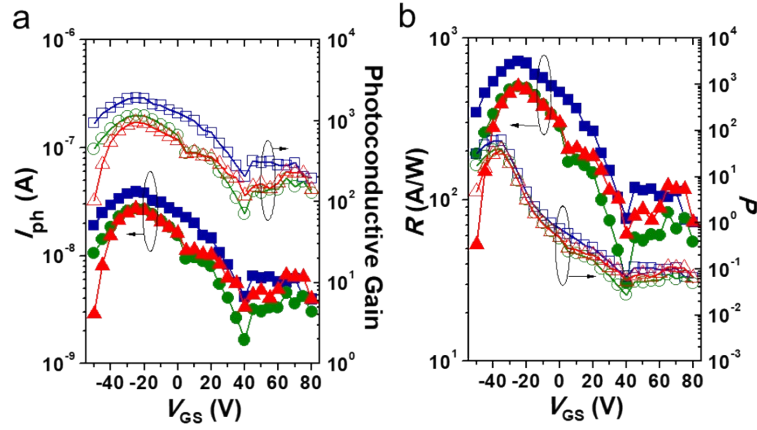 a
10^-6
10^-7
10^-8
10^-9
I_ph (A)
-40 -20 0 20 40 60 80
V_GS (V)
10^4
10^3
10^2
10^1
10^0
Photoconductive Gain
b
10^3
10^2
10^1
R (A/W)
-40 -20 0 20 40 60 80
V_GS (V)
10^4
10^3
10^2
10^1
10^0
10^-1
10^-2
10^-3
P